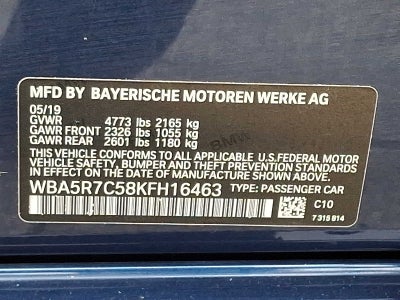 MFD BY BAYERISCHE MOTOREN WERKE AG
05/19
GVWR 4773 lbs 2165 kg
GAWR FRONT 2326 lbs 1055 kg
GAWR REAR 2601 lbs 1180 kg
THIS VEHICLE CONFORMS TO ALL APPLICABLE U.S.FEDERAL MOTOR
VEHICLE SAFETY, BUMPER AND THEFT PREVENTION STANDARDS
IN EFFECT ON THE DATE OF MANUFACTURE SHOWN ABOVE.
WBA5R7C58KFH16463 TYPE: PASSENGER CAR
C10
7 315 814